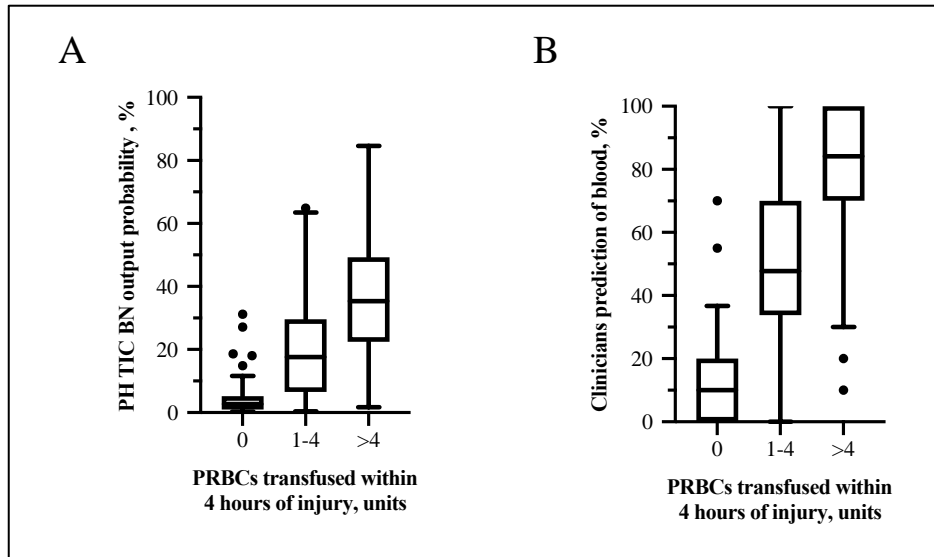 A
PH TIC BN output probability , %
100
80
60
40
20
0
0 1-4 >4
PRBCs transfused within
4 hours of injury, units
B
Clinicians prediction of blood, %
100
80
60
40
20
0
0 1-4 >4
PRBCs transfused within
4 hours of injury, units